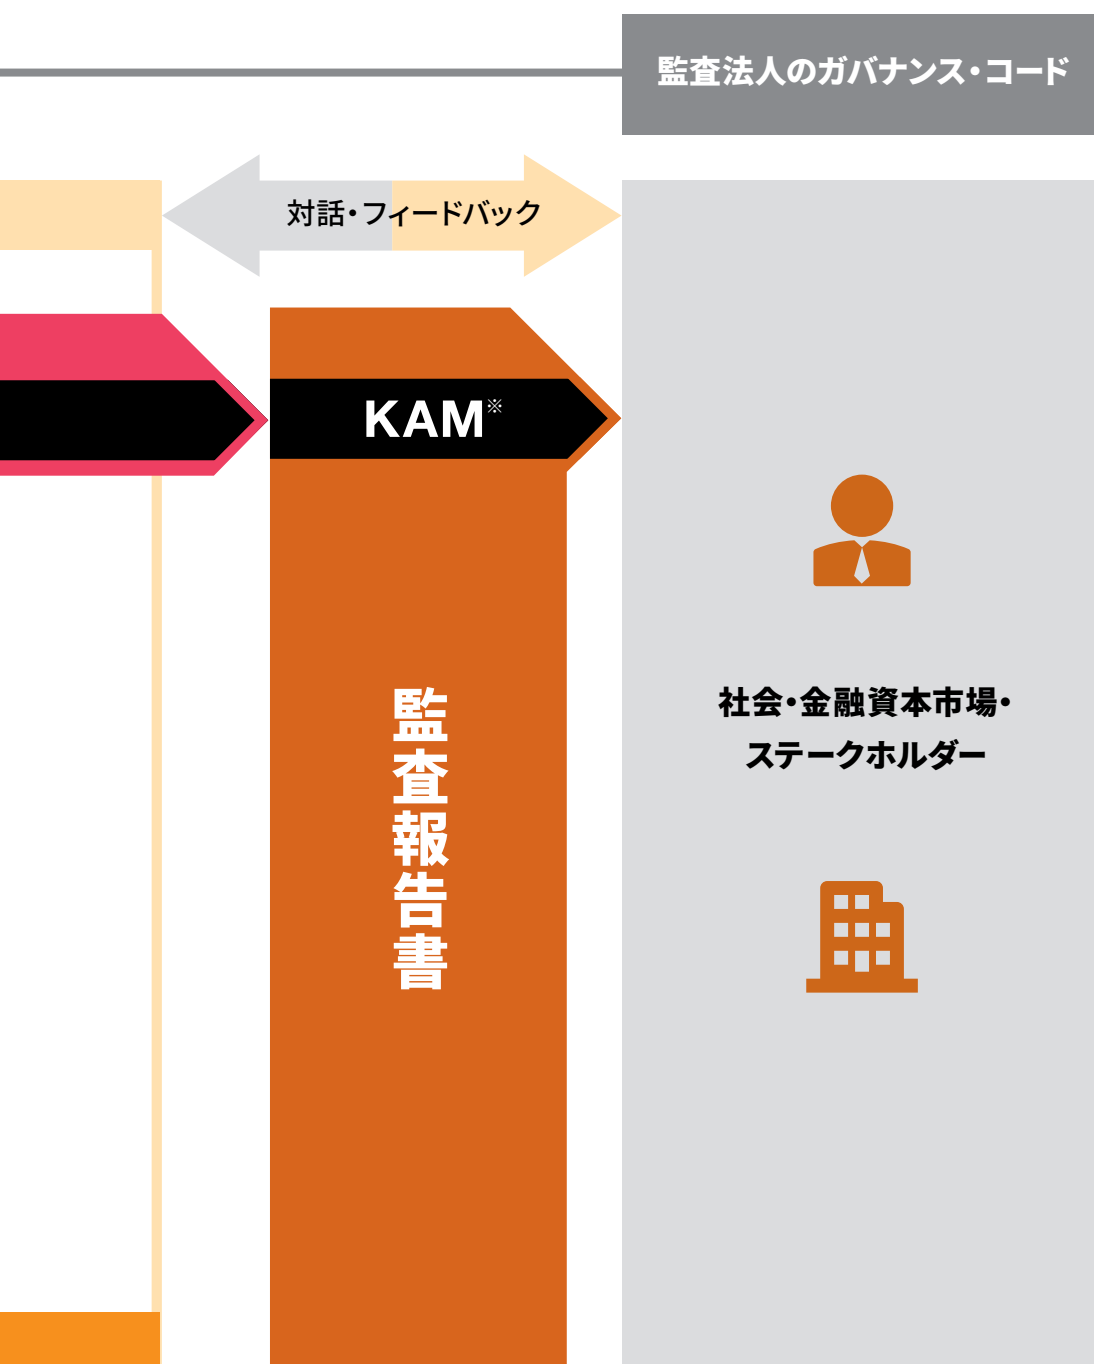 監査法人のガバナンス・コード
対話・フィードバック
KAM※
監査報告書
社会・金融資本市場・
ステークホルダー